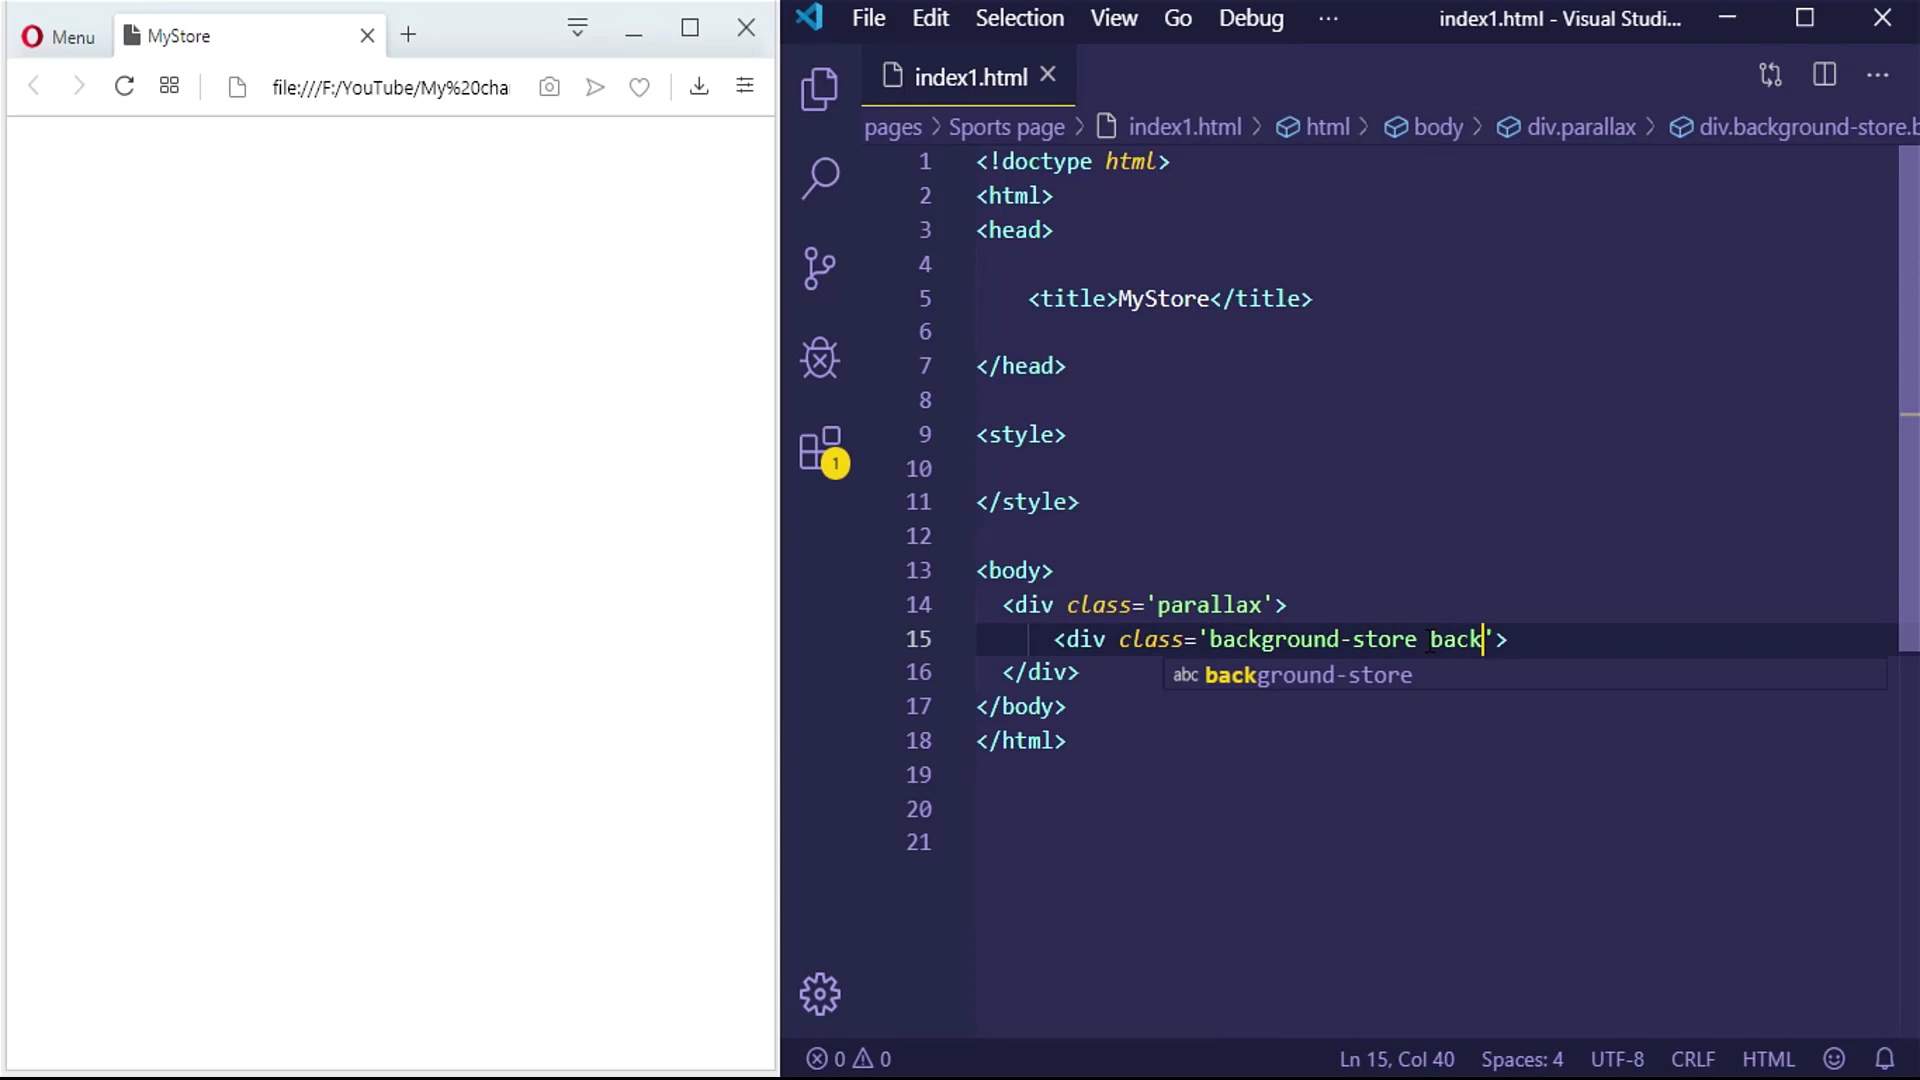 Menu
MyStore
file:///F:/YouTube/My%20cha
File Edit Selection View Go Debug ··· index1.html - Visual Studi...
index1.html
pages > Sports page > index1.html > html > body > div.parallax > div.background-store.b
1 <!doctype html>
2 <html>
3 <head>
4
5 <title>MyStore</title>
6
7 </head>
8
9 <style>
10
11 </style>
12
13 <body>
14 <div class='parallax'>
15 <div class='background-store back'>
abc background-store
16 </div>
17 </body>
18 </html>
19
20
21
1
0 0 Ln 15, Col 40 Spaces: 4 UTF-8 CRLF HTML